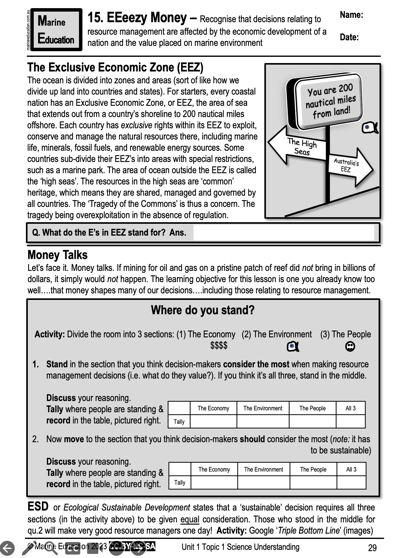 Marine
Education
15. EEeezy Money – Recognise that decisions relating to
resource management are affected by the economic development of a
nation and the value placed on marine environment
Name:
Date:
The Exclusive Economic Zone (EEZ)
The ocean is divided into zones and areas (sort of like how we
divide up land into countries and states). For starters, every coastal
nation has an Exclusive Economic Zone, or EEZ, the area of sea
that extends out from a country's shoreline to 200 nautical miles
offshore. Each country has exclusive rights within its EEZ to exploit,
conserve and manage the natural resources there, including marine
life, minerals, fossil fuels, and renewable energy sources. Some
countries sub-divide their EEZ's into areas with special restrictions,
such as a marine park. The area of ocean outside the EEZ is called
the 'high seas'. The resources in the high seas are 'common'
heritage, which means they are shared, managed and governed by
all countries. The 'Tragedy of the Commons' is thus a concern. The
tragedy being overexploitation in the absence of regulation.
You are 200
nautical miles
from land!
The High
Seas
Australia's
EEZ
Q. What do the E's in EEZ stand for? Ans.
Money Talks
Let's face it. Money talks. If mining for oil and gas on a pristine patch of reef did not bring in billions of
dollars, it simply would not happen. The learning objective for this lesson is one you already know too
well….that money shapes many of our decisions….including those relating to resource management.
Where do you stand?
Activity: Divide the room into 3 sections: (1) The Economy (2) The Environment (3) The People
$$$$
1. Stand in the section that you think decision-makers consider the most when making resource
management decisions (i.e. what do they value?). If you think it's all three, stand in the middle.
Discuss your reasoning.
Tally where people are standing &
record in the table, pictured right.
The Economy The Environment The People All 3
Tally
2. Now move to the section that you think decision-makers should consider the most (note: it has
to be sustainable)
Discuss your reasoning.
Tally where people are standing &
record in the table, pictured right.
The Economy The Environment The People All 3
Tally
ESD or Ecological Sustainable Development states that a 'sustainable' decision requires all three
sections (in the activity above) to be given equal consideration. Those who stood in the middle for
qu.2 will make very good resource managers one day! Activity: Google 'Triple Bottom Line' (images)
Unit 1 Topic 1 Science Understanding
29